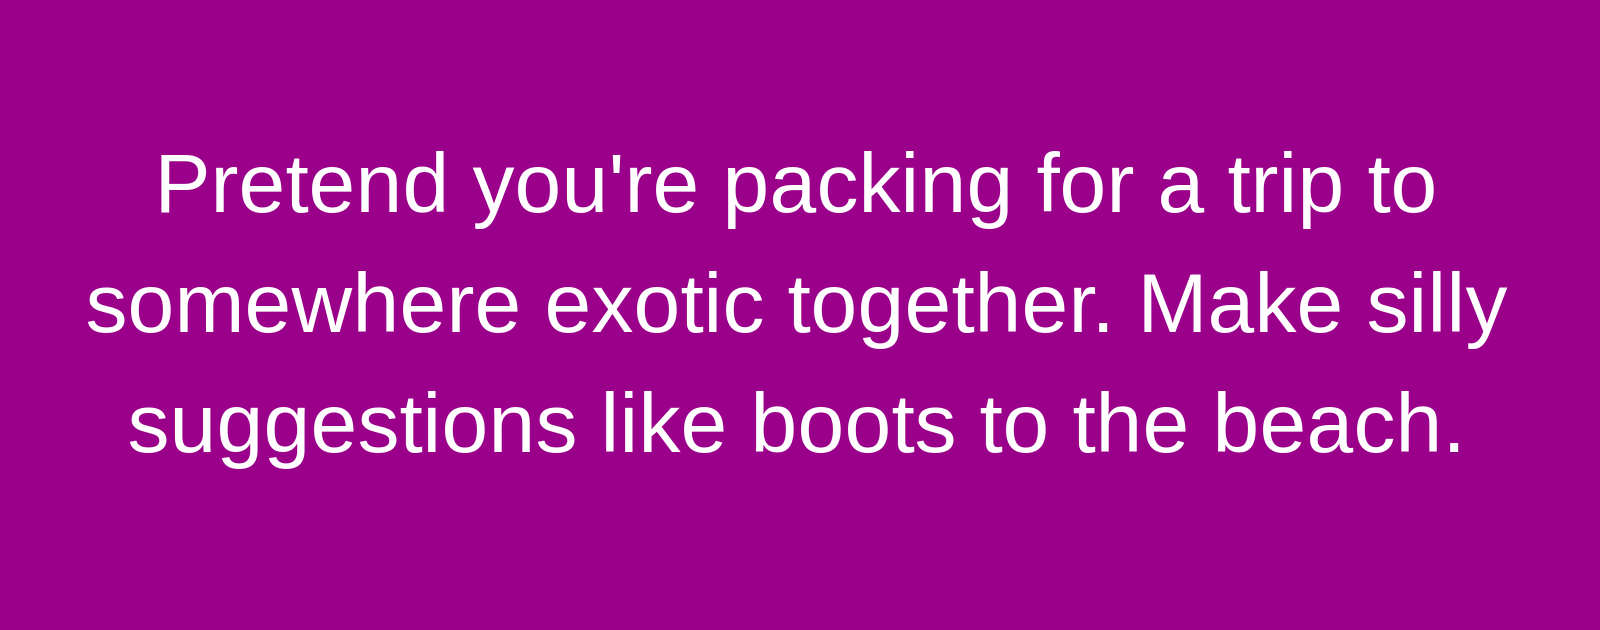 Pretend you're packing for a trip to
somewhere exotic together. Make silly
suggestions like boots to the beach.